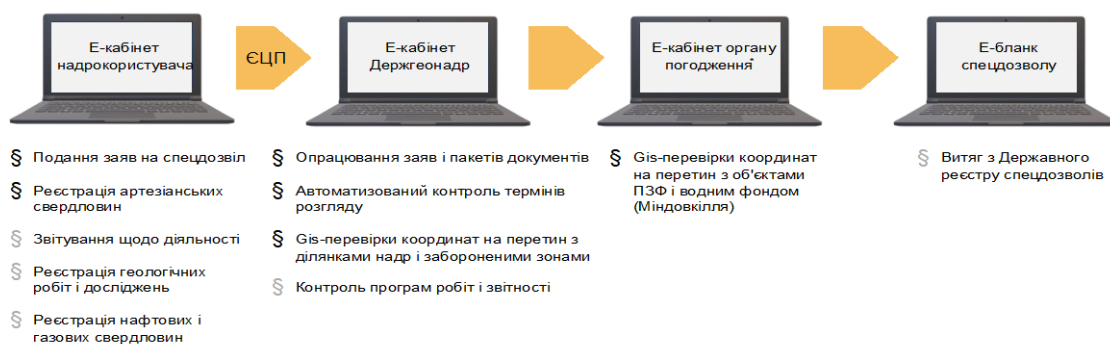 Е-кабінет
надрокористувача
ЄЦП
Е-кабінет
Держгеонадр
Е-кабінет органу
погодження*
Е-бланк
спецдозволу
§ Подання заяв на спецдозвіл
§ Реєстрація артезіанських
свердловин
§ Звітування щодо діяльності
§ Реєстрація геологічних
робіт і досліджень
§ Реєстрація нафтових і
газових свердловин
§ Опрацювання заяв і пакетів документів
§ Автоматизований контроль термінів
розгляду
§ Gis-перевірки координат на перетин з
ділянками надр і забороненими зонами
§ Контроль програм робіт і звітності
§ Gis-перевірки координат
на перетин з об'єктами
ПЗФ і водним фондом
(Міндовкілля)
§ Витяг з Державного
реєстру спецдозволів